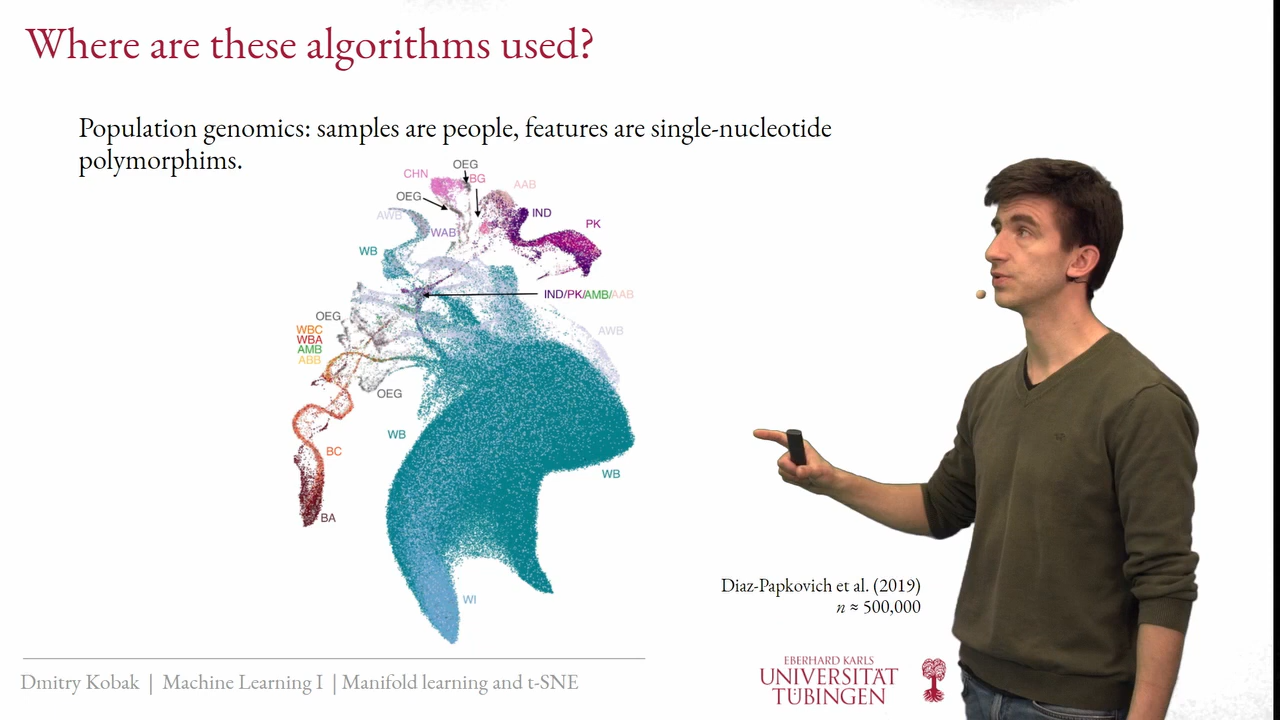 Where are these algorithms used?
Population genomics: samples are people, features are single-nucleotide
polymorphims.
OEG
CHN
BG
AAB
OEG
IND
AWB
PK
WAB
WB
IND/PK/AMB/AAB
OEG
WBC
AWB
WBA
AMB
ABB
OEG
WB
BC
WB
BA
WI
Diaz-Papkovich et al. (2019)
n ≈ 500,000
Dmitry Kobak | Machine Learning I | Manifold learning and t-SNE
EBERHARD KARLS
UNIVERSITÄT
TÜBINGEN